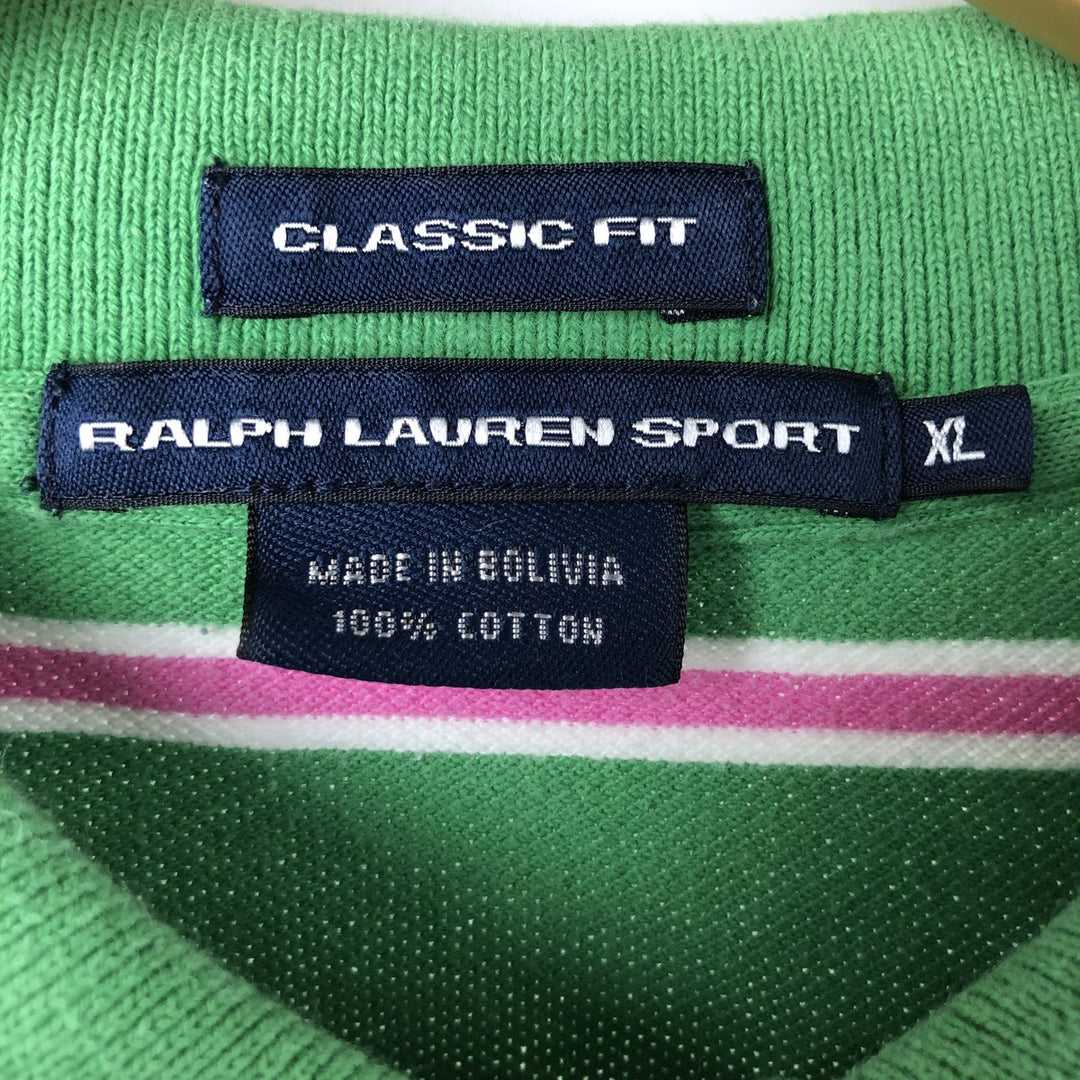 CLASSIC FIT
RALPH LAUREN SPORT XL
MADE IN BOLIVIA
100% COTTON